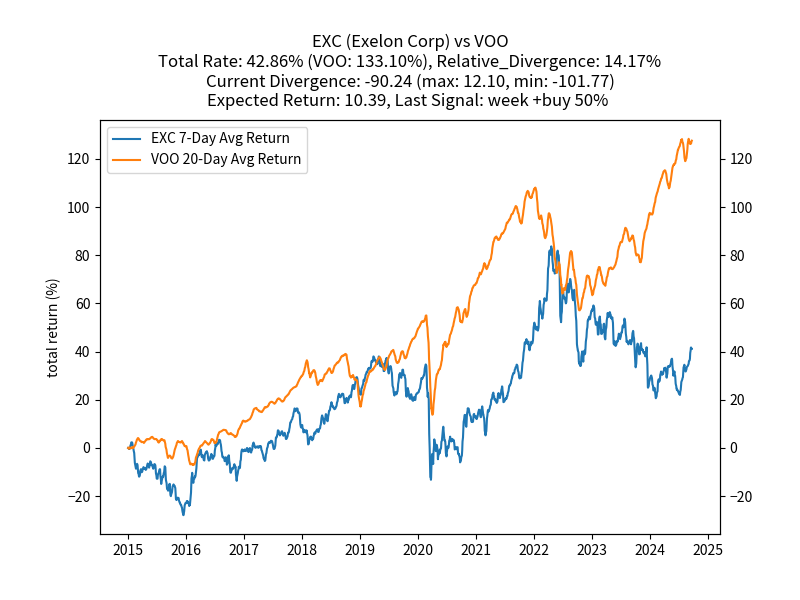 EXC (Exelon Corp) vs VOO
Total Rate: 42.86% (VOO: 133.10%), Relative_Divergence: 14.17%
Current Divergence: -90.24 (max: 12.10, min: -101.77)
Expected Return: 10.39, Last Signal: week +buy 50%
EXC 7-Day Avg Return
VOO 20-Day Avg Return
total return (%)
120
100
80
60
40
20
0
−20
120
100
80
60
40
20
0
−20
2015 2016 2017 2018 2019 2020 2021 2022 2023 2024 2025